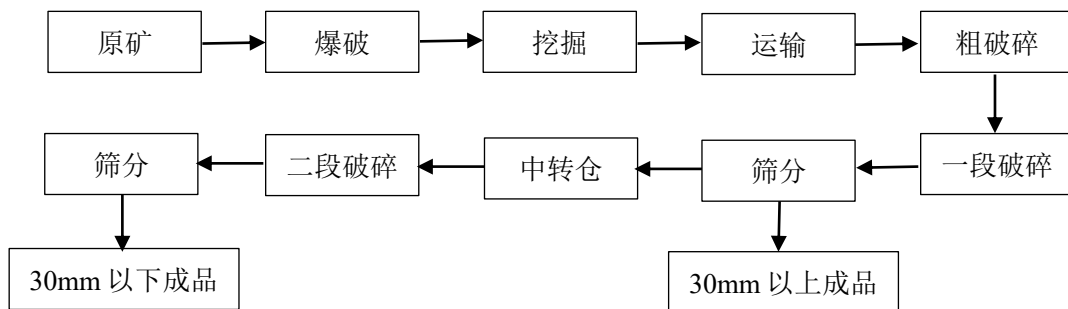 原矿
爆破
挖掘
运输
粗破碎
一段破碎
筛分
中转仓
二段破碎
筛分
30mm 以下成品
30mm 以上成品